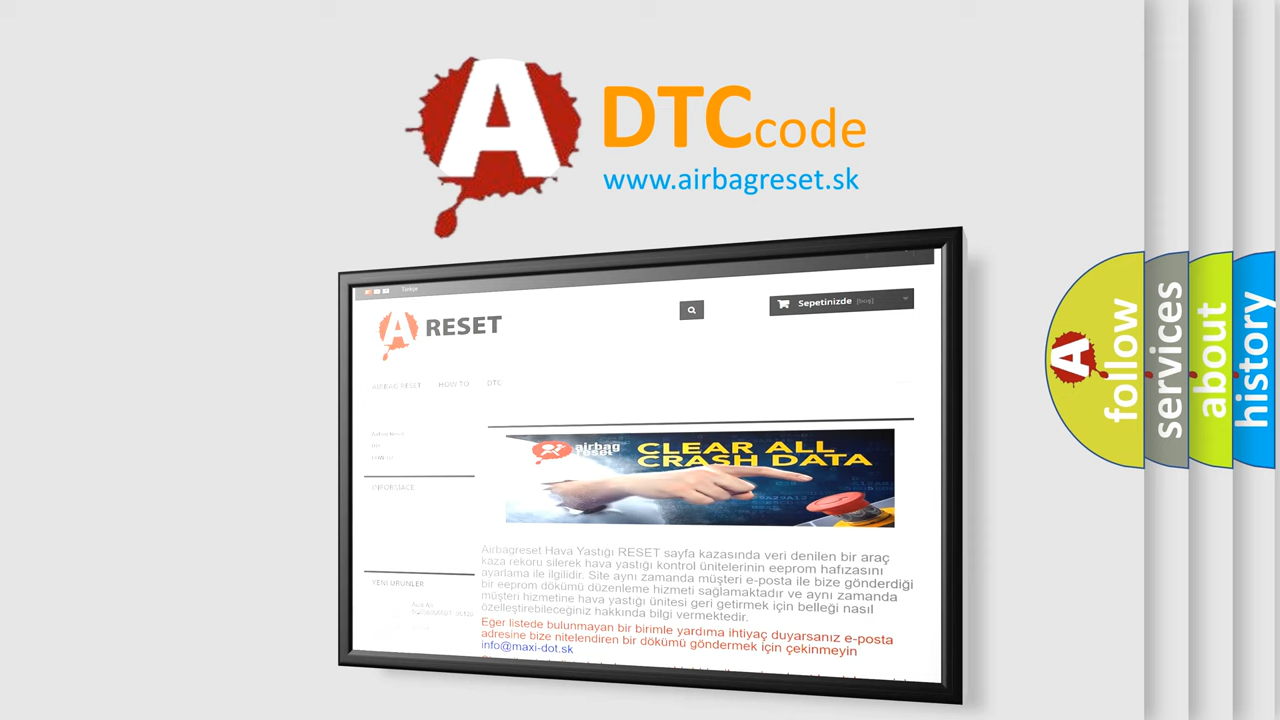 A
DTCcode
www.airbagreset.sk
Türkçe
A RESET
Sepetinizde
AIRBAG RESET HOW TO DTC
airbag
reset
CLEAR ALL
CRASH DATA
HOW TO
INFORMACE
Airbagreset Hava Yastığı RESET sayfa kazasında veri denilen bir araç
kaza rekoru silerek hava yastığı kontrol ünitelerinin eeprom hafızasını
ayarlama ile ilgilidir. Site aynı zamanda müşteri e-posta ile bize gönderdiği
bir eeprom dökümü düzenleme hizmeti sağlamaktadır ve aynı zamanda
müşteri hizmetine hava yastığı ünitesi geri getirmek için belleği nasıl
özelleştirebileceğiniz hakkında bilgi vermektedir.
Eğer listede bulunmayan bir birimle yardıma ihtiyaç duyarsanız e-posta
adresine bize nitelendiren bir dökümü göndermek için çekinmeyin
info@maxi-dot.sk
YENI ÜRÜNLER
A
follow
services
about
history